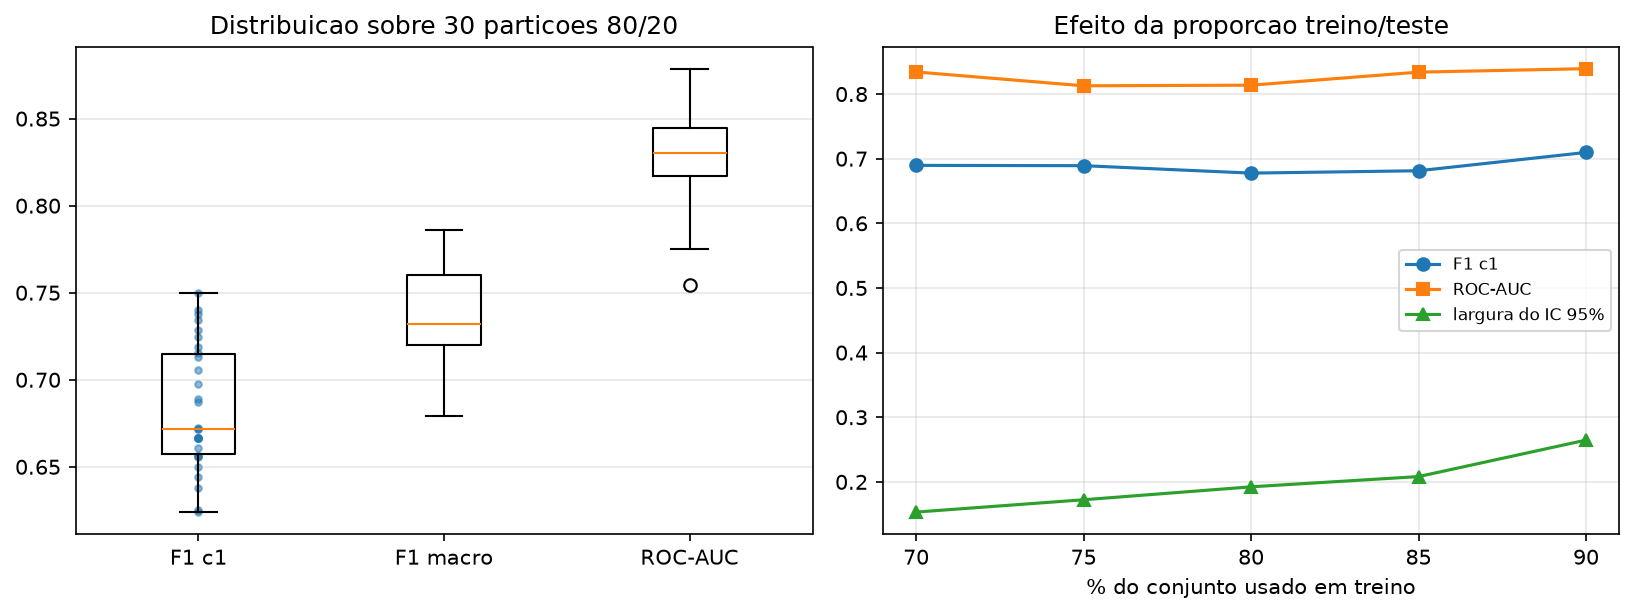 Distribuicao sobre 30 particoes 80/20
0.85
0.80
0.75
0.70
0.65
F1 c1
F1 macro
ROC-AUC
Efeito da proporcao treino/teste
0.8
0.7
0.6
0.5
0.4
0.3
0.2
F1 c1
ROC-AUC
largura do IC 95%
70
75
80
85
90
% do conjunto usado em treino